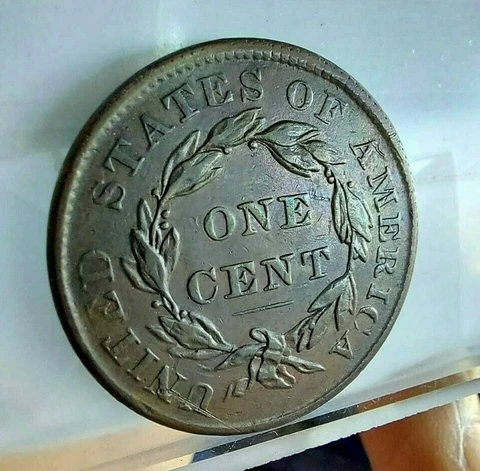 UNITED STATES OF AMERICA
ONE
CENT